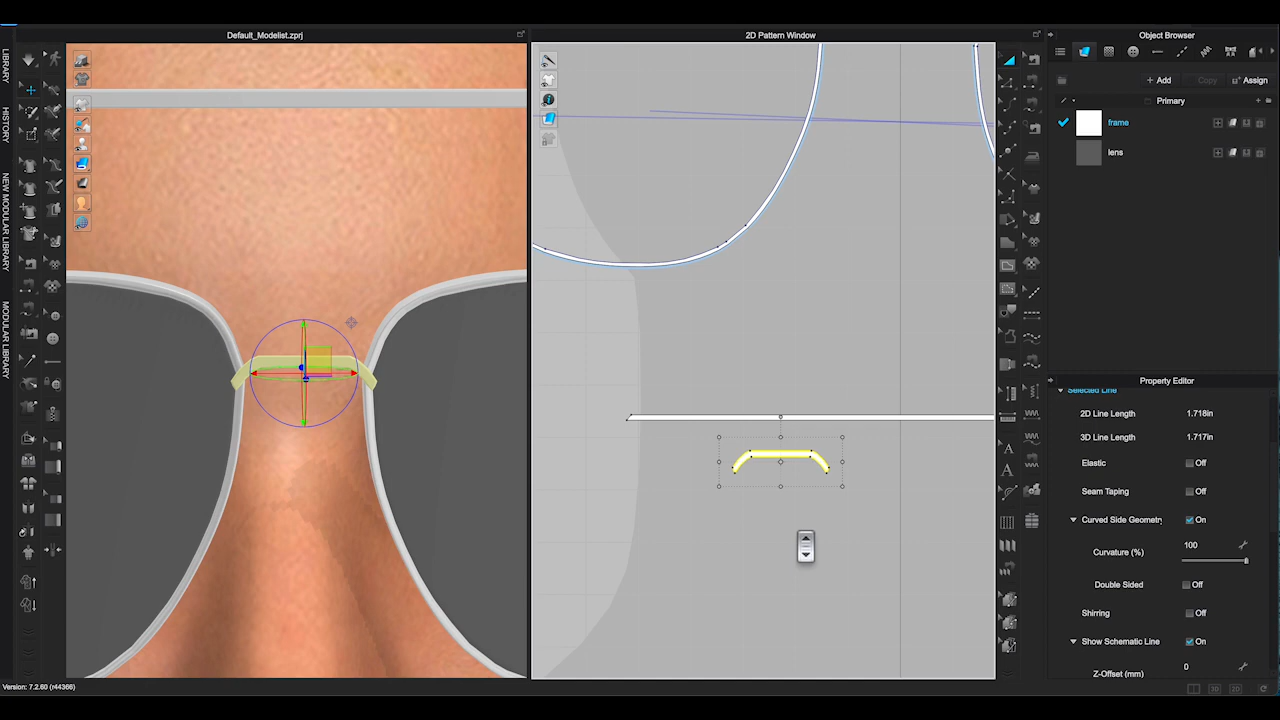 Default_Modelist.zprj
2D Pattern Window
Object Browser
LIBRARY
HISTORY
NEW MODULAR LIBRARY
MODULAR LIBRARY
+ Add
Copy
Assign
Primary
frame
lens
Property Editor
Selected Line
2D Line Length 1.718in
3D Line Length 1.717in
Elastic Off
Seam Taping Off
Curved Side Geometry On
Curvature (%) 100
Double Sided Off
Shirring Off
Show Schematic Line On
Z-Offset (mm) 0
Version: 7.2.60 (r44366)
3D
2D